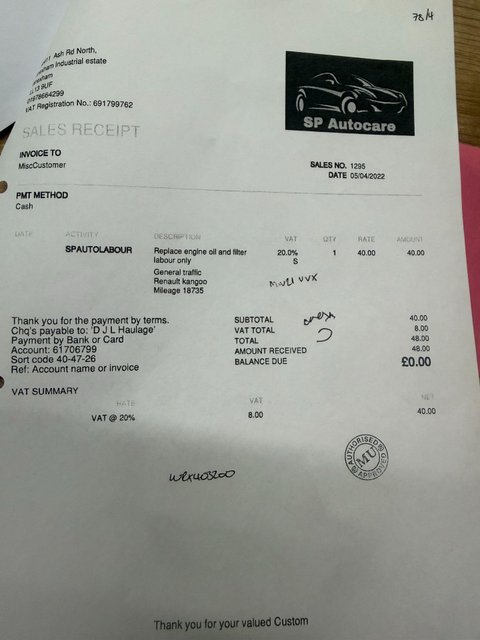 78/4
Ash Rd North,
Industrial estate
LL13 9UF
01978664299
VAT Registration No.: 691799762
SP Autocare
SALES RECEIPT
INVOICE TO
MiscCustomer
SALES NO. 1295
DATE 05/04/2022
PMT METHOD
Cash
DATE ACTIVITY DESCRIPTION VAT QTY RATE AMOUNT
SPAUTOLABOUR Replace engine oil and filter 20.0% 1 40.00 40.00
labour only S
General traffic
Renault kangoo
Mileage 18735
MV21 VVX
Thank you for the payment by terms.
Chq's payable to: 'D J L Haulage'
Payment by Bank or Card
Account: 61706799
Sort code 40-47-26
Ref: Account name or invoice
SUBTOTAL 40.00
VAT TOTAL 8.00
TOTAL 48.00
AMOUNT RECEIVED 48.00
BALANCE DUE £0.00
VAT SUMMARY
RATE VAT NET
VAT @ 20% 8.00 40.00
AUTHORISED
MU
APPROVED
Thank you for your valued Custom